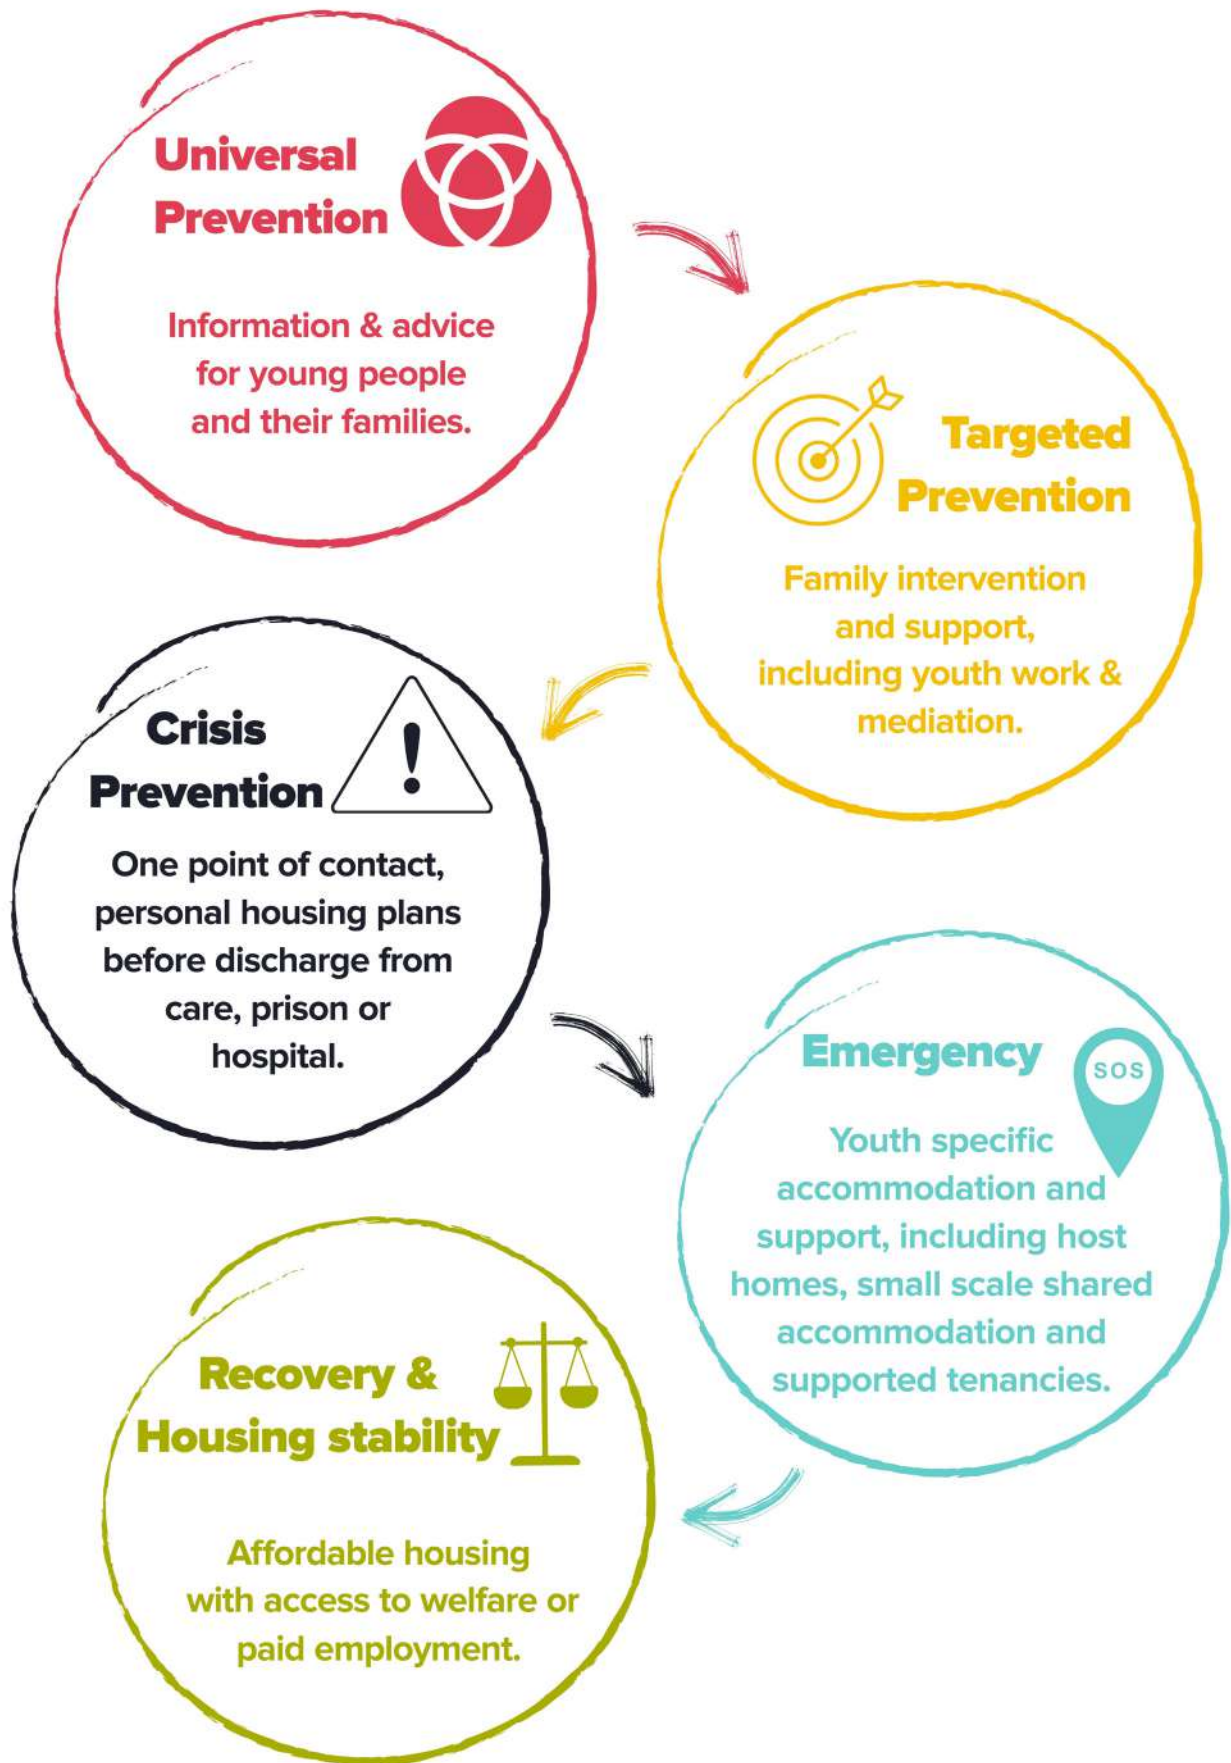 Universal
Prevention
Information & advice
for young people
and their families.
Targeted
Prevention
Family intervention
and support,
including youth work &
mediation.
Crisis
Prevention
!
One point of contact,
personal housing plans
before discharge from
care, prison or
hospital.
Emergency
SOS
Youth specific
accommodation and
support, including host
homes, small scale shared
accommodation and
supported tenancies.
Recovery &
Housing stability
Affordable housing
with access to welfare or
paid employment.